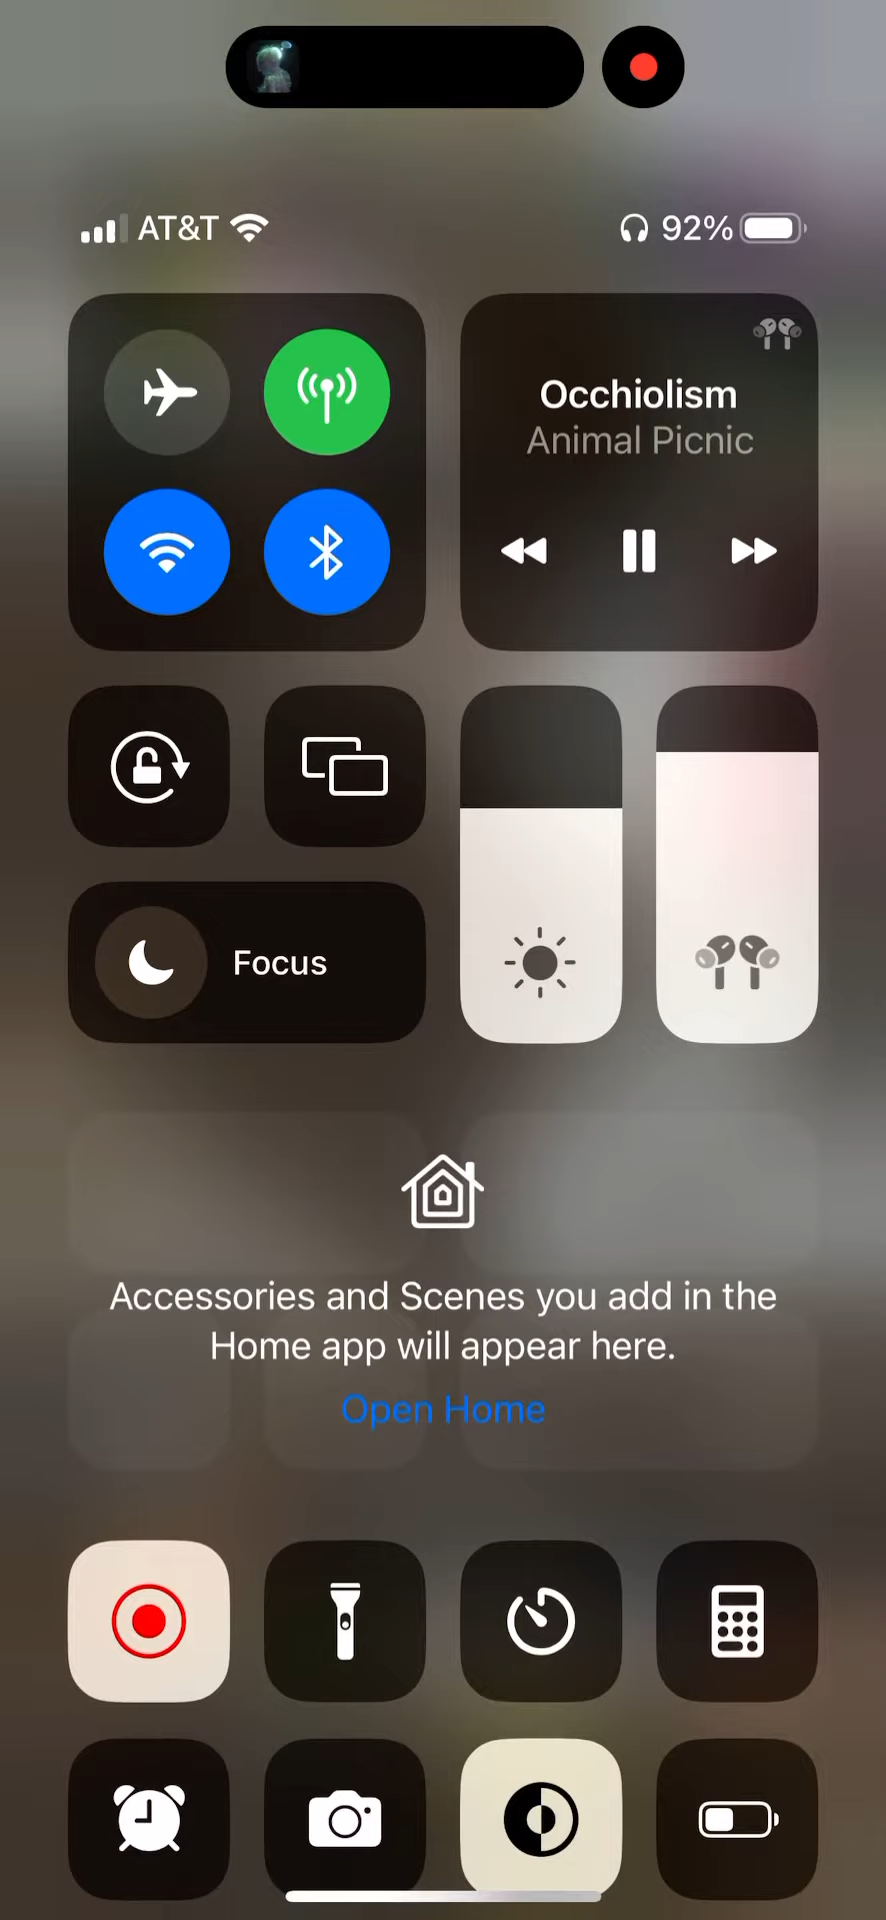 AT&T
92%
Occhiolism
Animal Picnic
Focus
Accessories and Scenes you add in the
Home app will appear here.
Open Home